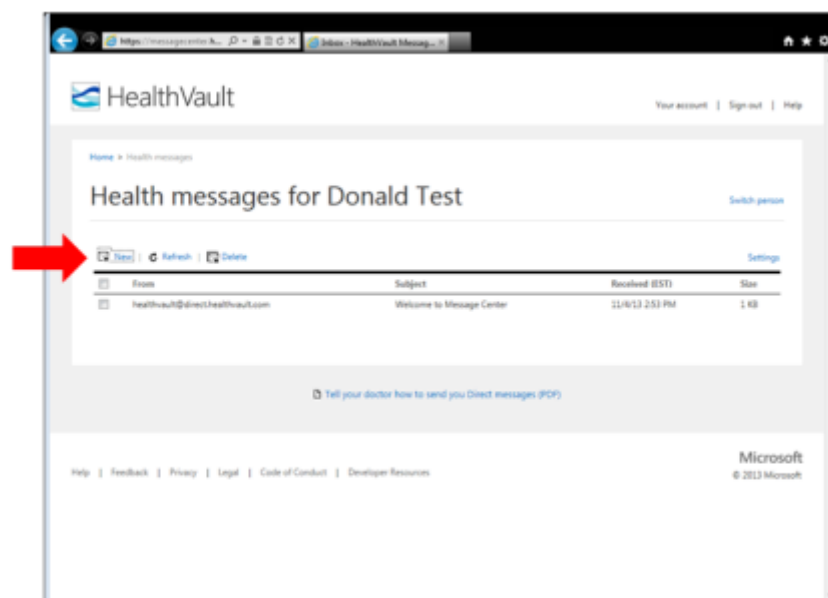 https://messagecenter.h... Inbox - HealthVault Messag...
HealthVault
Your account | Sign out | Help
Home Health messages
Health messages for Donald Test
Switch person
New | Refresh | Delete
Settings
From Subject Received (EST) Size
healthvault@direct.healthvault.com Welcome to Message Center 11/4/13 2:53 PM 1 KB
Tell your doctor how to send you Direct messages (PDF)
Microsoft
Help | Feedback | Privacy | Legal | Code of Conduct | Developer Resources
© 2013 Microsoft